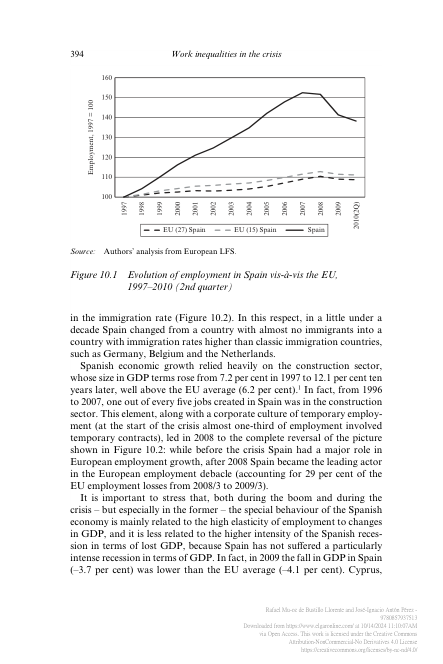 394
Work inequalities in the crisis
160
150
140
130
120
110
100
Employment, 1997 = 100
1997
1998
1999
2000
2001
2002
2003
2004
2005
2006
2007
2008
2009
2010(2Q)
EU (27) Spain
EU (15) Spain
Spain
Source: Authors' analysis from European LFS.
Figure 10.1 Evolution of employment in Spain vis-à-vis the EU,
1997–2010 (2nd quarter)
in the immigration rate (Figure 10.2). In this respect, in a little under a
decade Spain changed from a country with almost no immigrants into a
country with immigration rates higher than classic immigration countries,
such as Germany, Belgium and the Netherlands.
Spanish economic growth relied heavily on the construction sector,
whose size in GDP terms rose from 7.2 per cent in 1997 to 12.1 per cent ten
years later, well above the EU average (6.2 per cent).1 In fact, from 1996
to 2007, one out of every five jobs created in Spain was in the construction
sector. This element, along with a corporate culture of temporary employ-
ment (at the start of the crisis almost one-third of employment involved
temporary contracts), led in 2008 to the complete reversal of the picture
shown in Figure 10.2: while before the crisis Spain had a major role in
European employment growth, after 2008 Spain became the leading actor
in the European employment debacle (accounting for 29 per cent of the
EU employment losses from 2008/3 to 2009/3).
It is important to stress that, both during the boom and during the
crisis – but especially in the former – the special behaviour of the Spanish
economy is mainly related to the high elasticity of employment to changes
in GDP, and it is less related to the higher intensity of the Spanish reces-
sion in terms of lost GDP, because Spain has not suffered a particularly
intense recession in terms of GDP. In fact, in 2009 the fall in GDP in Spain
(–3.7 per cent) was lower than the EU average (–4.1 per cent). Cyprus,
Rafael Mu-oz de Bustillo Llorente and José-Ignacio Antón Pérez -
9780857937513
Downloaded from https://www.elgaronline.com/ at 10/14/2024 11:10:07AM
via Open Access. This work is licensed under the Creative Commons
Attribution-NonCommercial-No Derivatives 4.0 License